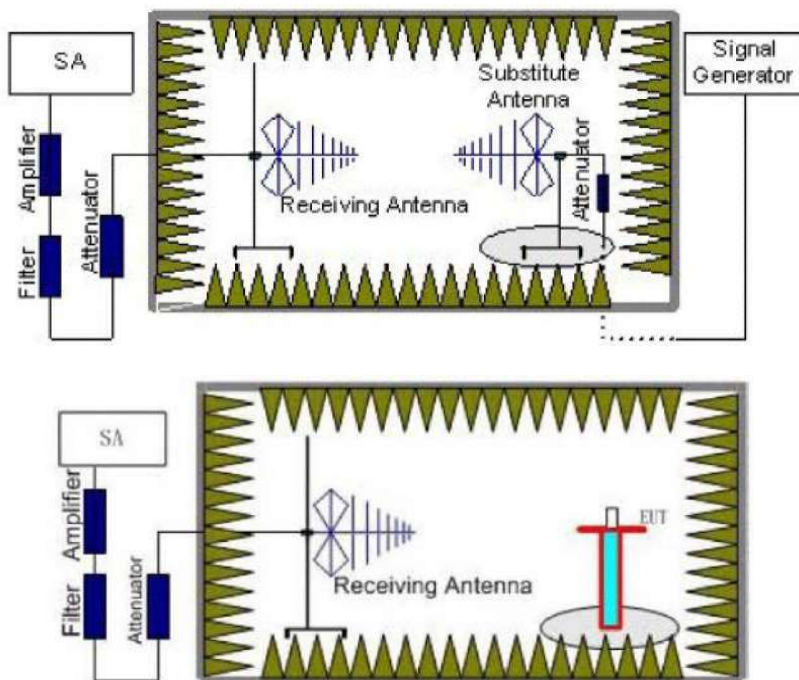 SA
Signal
Generator
Substitute
Antenna
Amplifier
Attenuator
Filter
Receiving Antenna
Attenuator
SA
Amplifier
EUT
Filter
Attenuator
Receiving Antenna